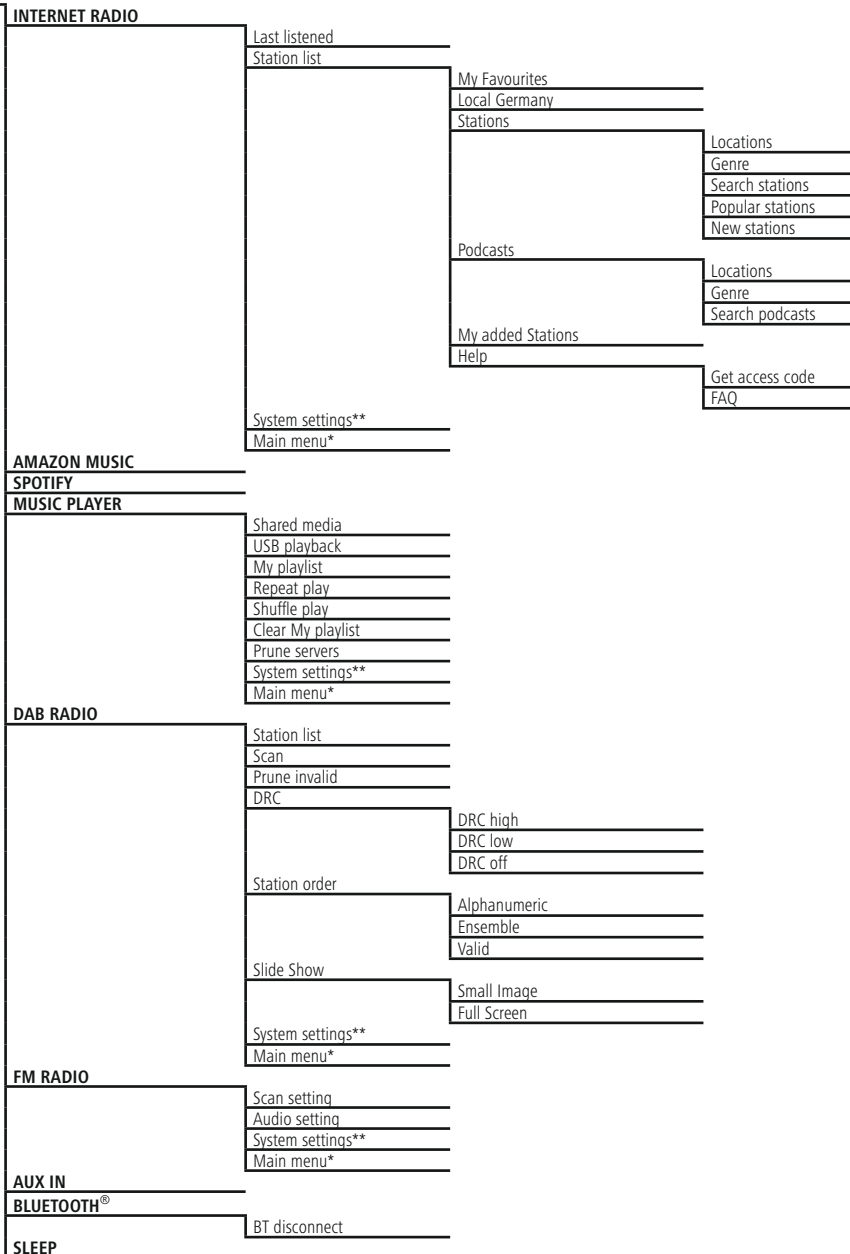 INTERNET RADIO
Last listened
Station list
My Favourites
Local Germany
Stations
Locations
Genre
Search stations
Popular stations
New stations
Podcasts
Locations
Genre
Search podcasts
My added Stations
Help
Get access code
FAQ
System settings**
Main menu*
AMAZON MUSIC
SPOTIFY
MUSIC PLAYER
Shared media
USB playback
My playlist
Repeat play
Shuffle play
Clear My playlist
Prune servers
System settings**
Main menu*
DAB RADIO
Station list
Scan
Prune invalid
DRC
DRC high
DRC low
DRC off
Station order
Alphanumeric
Ensemble
Valid
Slide Show
Small Image
Full Screen
System settings**
Main menu*
FM RADIO
Scan setting
Audio setting
System settings**
Main menu*
AUX IN
BLUETOOTH®
BT disconnect
SLEEP